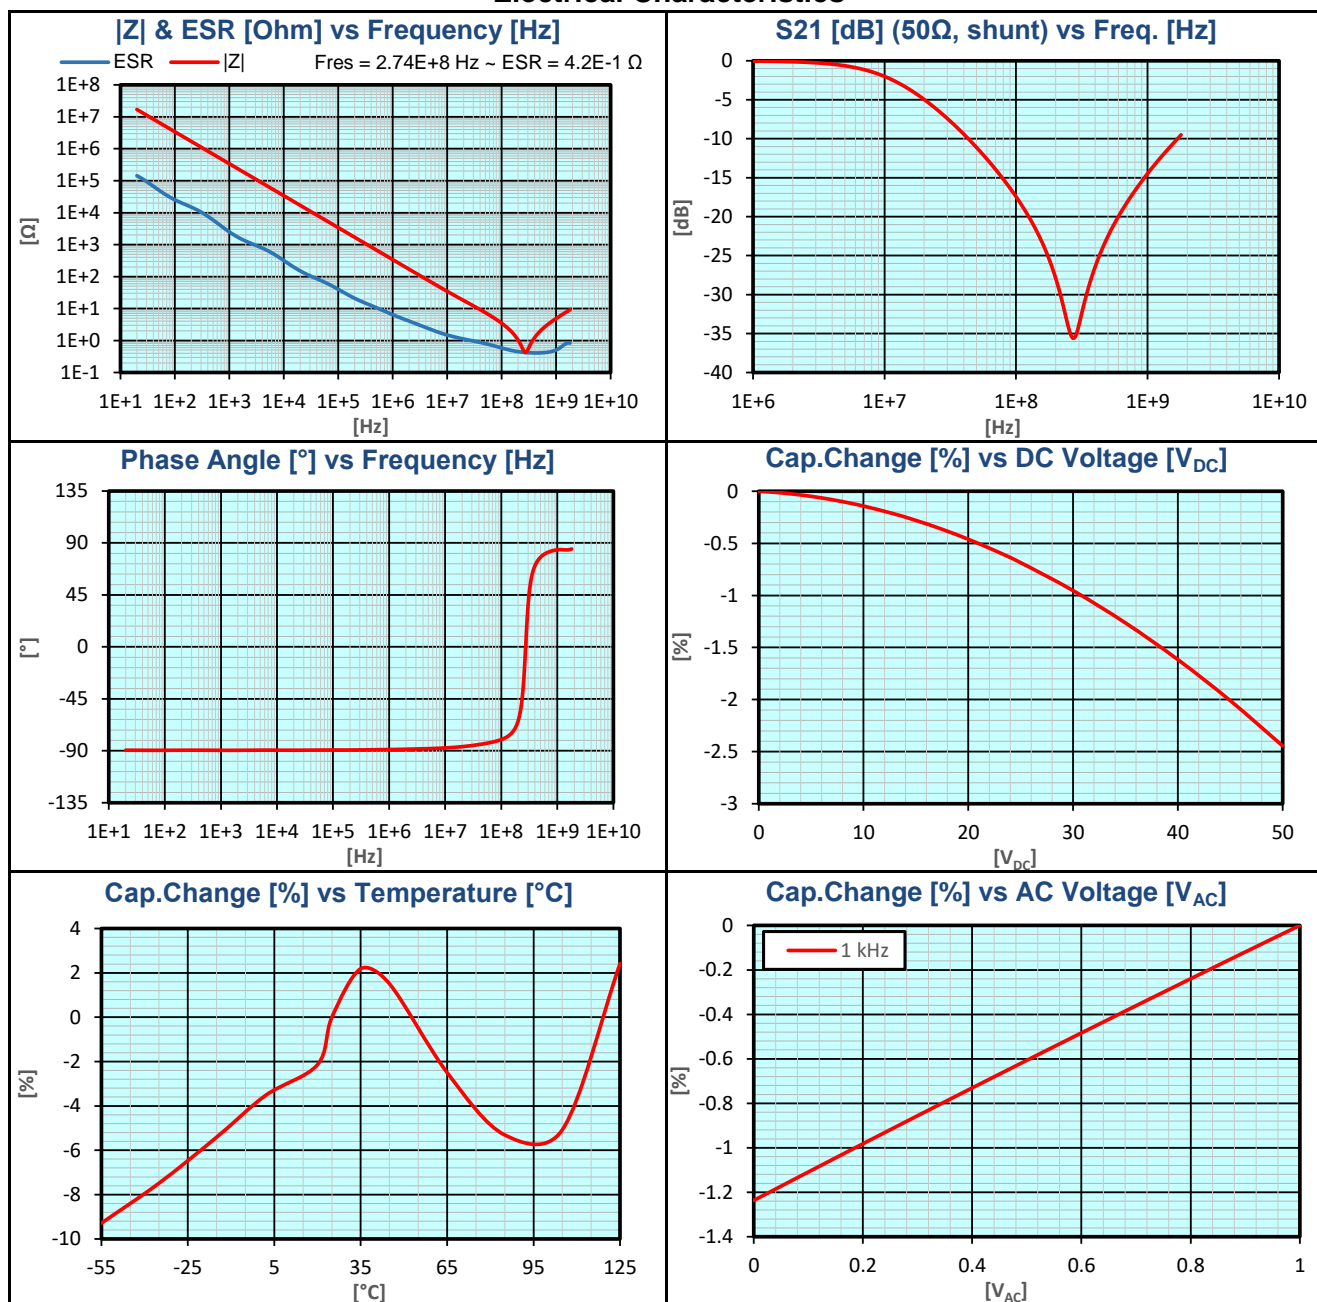 |Z| & ESR [Ohm] vs Frequency [Hz]
ESR |Z| Fres = 2.74E+8 Hz ~ ESR = 4.2E-1 Ω
1E+8
1E+7
1E+6
1E+5
1E+4
1E+3
1E+2
1E+1
1E+0
1E-1
[Ω]
1E+1 1E+2 1E+3 1E+4 1E+5 1E+6 1E+7 1E+8 1E+9 1E+10
[Hz]
S21 [dB] (50Ω, shunt) vs Freq. [Hz]
0
-5
-10
-15
-20
-25
-30
-35
-40
[dB]
1E+6 1E+7 1E+8 1E+9 1E+10
[Hz]
Phase Angle [°] vs Frequency [Hz]
135
90
45
0
-45
-90
-135
[°]
1E+1 1E+2 1E+3 1E+4 1E+5 1E+6 1E+7 1E+8 1E+9 1E+10
[Hz]
Cap.Change [%] vs DC Voltage [VDC]
0
-0.5
-1
-1.5
-2
-2.5
-3
[%]
0 10 20 30 40 50
[VDC]
Cap.Change [%] vs Temperature [°C]
4
2
0
-2
-4
-6
-8
-10
[%]
-55 -25 5 35 65 95 125
[°C]
Cap.Change [%] vs AC Voltage [VAC]
1 kHz
0
-0.2
-0.4
-0.6
-0.8
-1
-1.2
-1.4
[%]
0 0.2 0.4 0.6 0.8 1
[VAC]